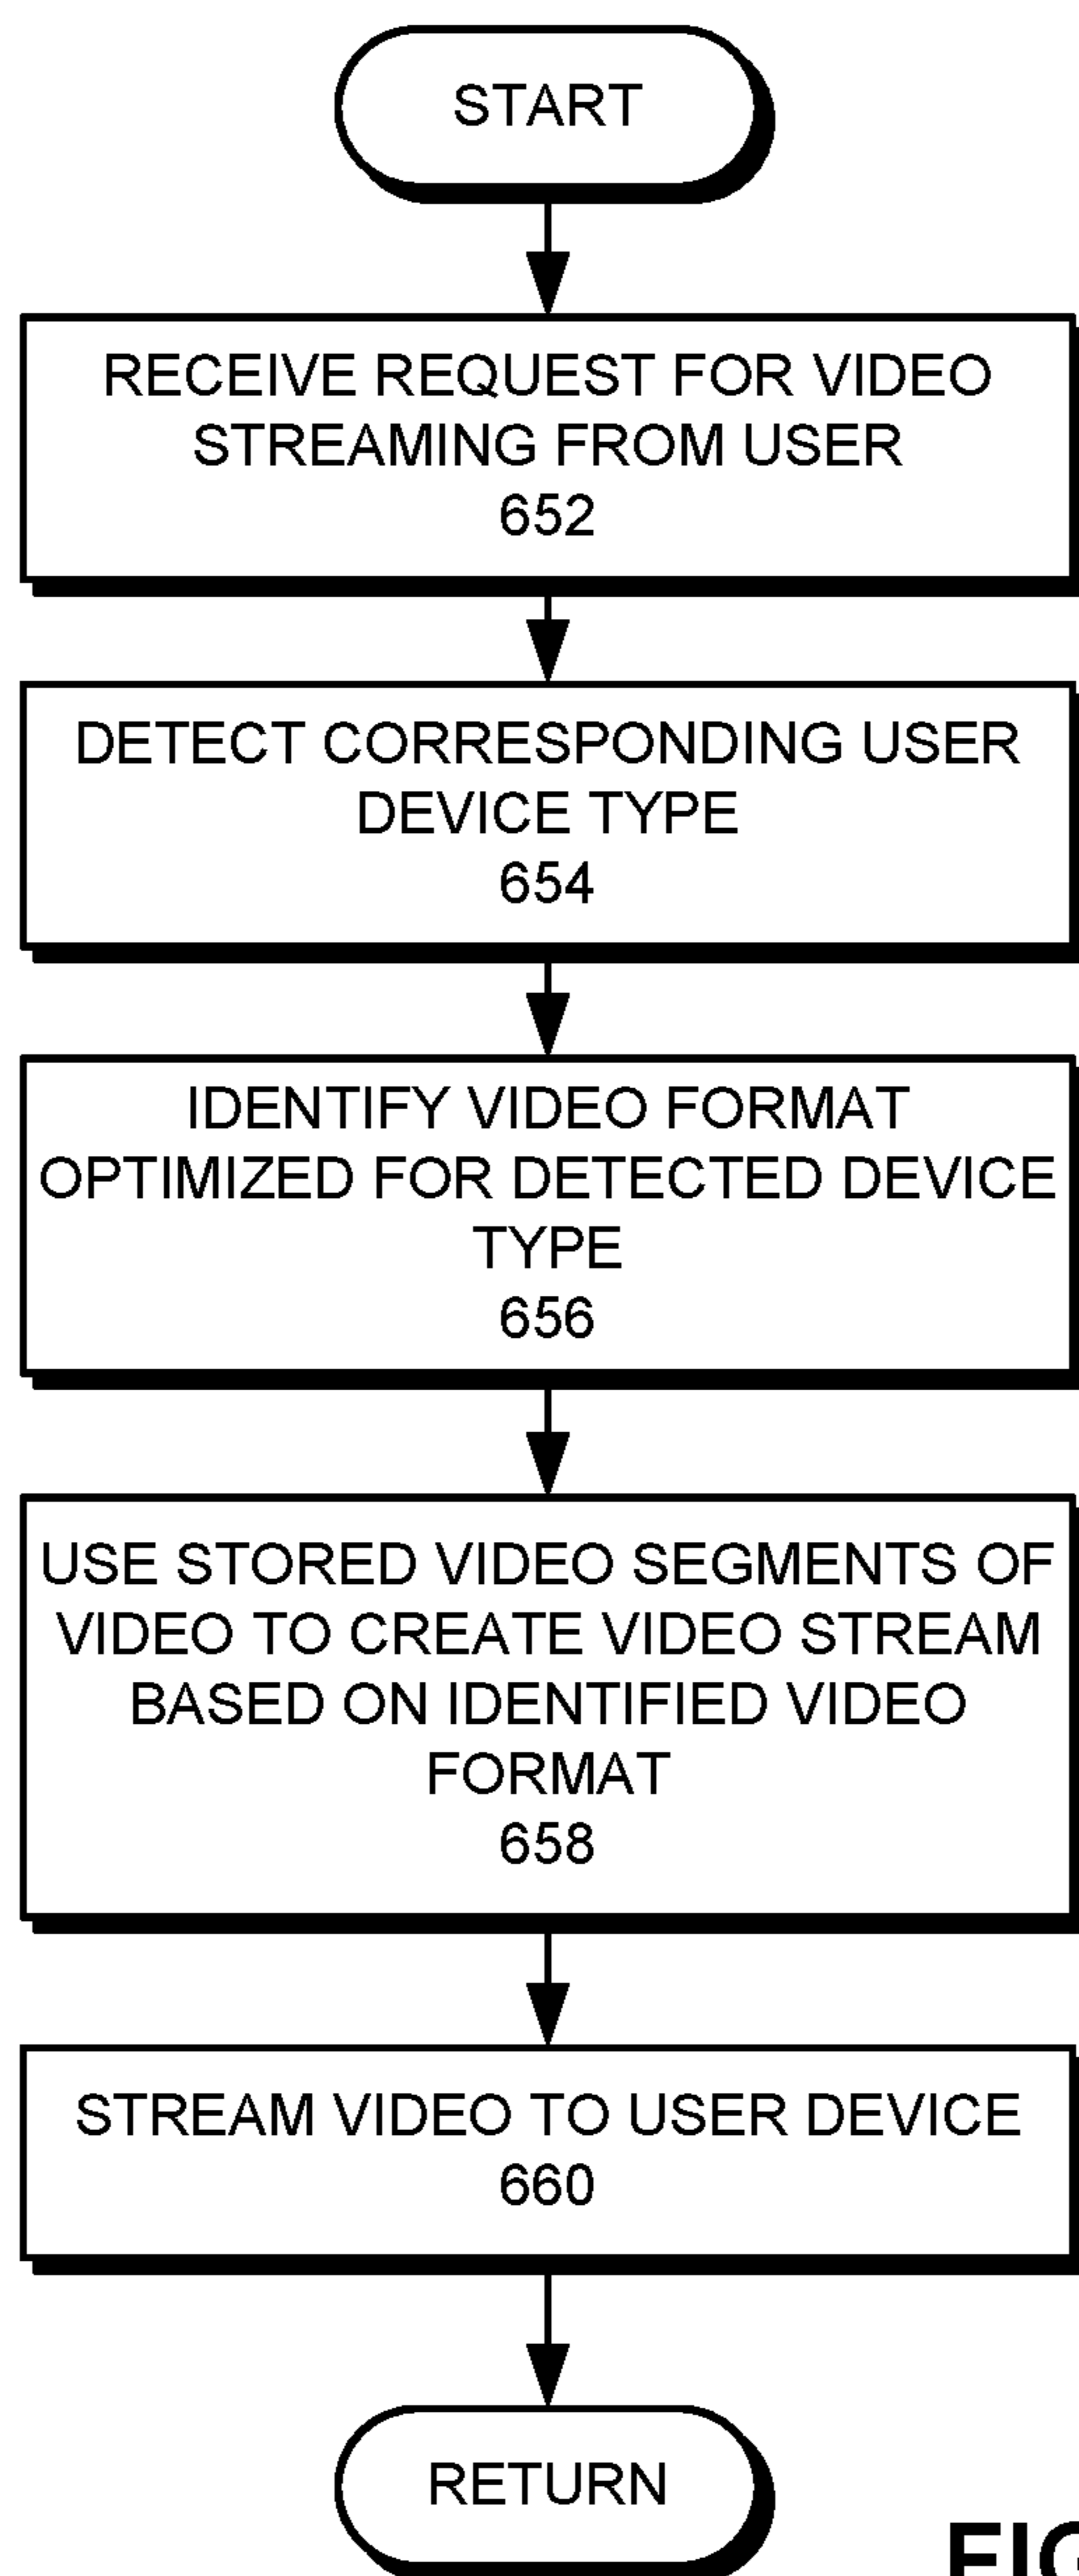 START
RECEIVE REQUEST FOR VIDEO
STREAMING FROM USER
652
DETECT CORRESPONDING USER
DEVICE TYPE
654
IDENTIFY VIDEO FORMAT
OPTIMIZED FOR DETECTED DEVICE
TYPE
656
USE STORED VIDEO SEGMENTS OF
VIDEO TO CREATE VIDEO STREAM
BASED ON IDENTIFIED VIDEO
FORMAT
658
STREAM VIDEO TO USER DEVICE
660
RETURN